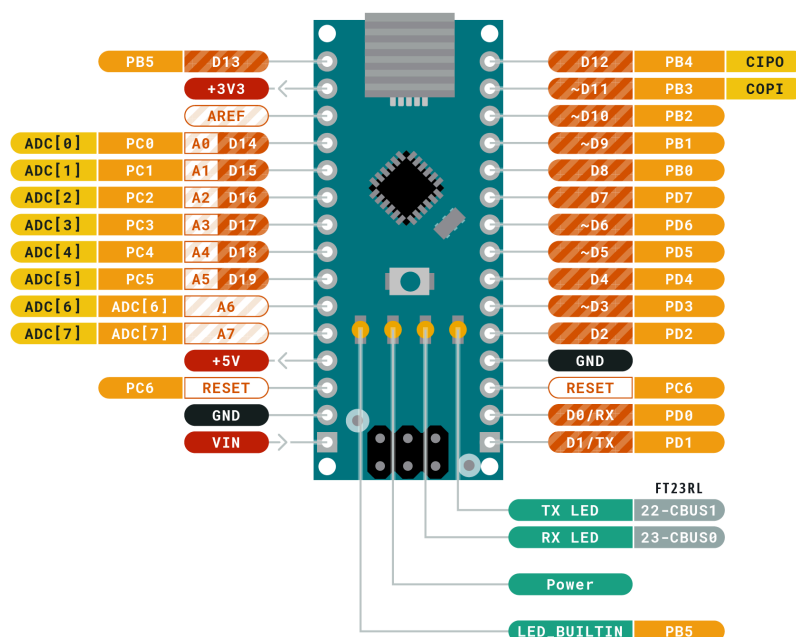 PB5 D13
+3V3
AREF
ADC[0] PC0 A0 D14
ADC[1] PC1 A1 D15
ADC[2] PC2 A2 D16
ADC[3] PC3 A3 D17
ADC[4] PC4 A4 D18
ADC[5] PC5 A5 D19
ADC[6] ADC[6] A6
ADC[7] ADC[7] A7
+5V
PC6 RESET
GND
VIN
D12 PB4 CIPO
~D11 PB3 COPI
~D10 PB2
~D9 PB1
D8 PB0
D7 PD7
~D6 PD6
~D5 PD5
D4 PD4
~D3 PD3
D2 PD2
GND
RESET PC6
D0/RX PD0
D1/TX PD1
FT23RL
TX LED 22-CBUS1
RX LED 23-CBUS0
Power
LED_BUILTIN PB5